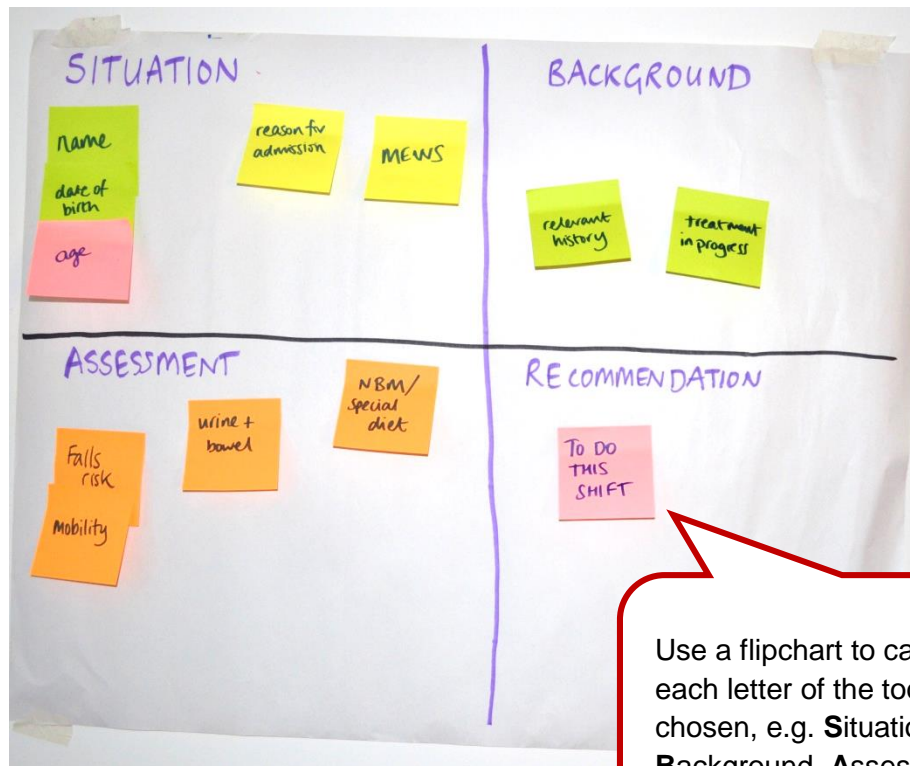 SITUATION
name
date of
birth
age
reason for
admission
MEWS
BACKGROUND
relevant
history
treatment
in progress
ASSESSMENT
Falls
risk
Mobility
urine +
bowel
NBM/
special
diet
RECOMMENDATION
TO DO
THIS
SHIFT
Use a flipchart to ca
each letter of the too
chosen, e.g. Situatio
Background, Asses